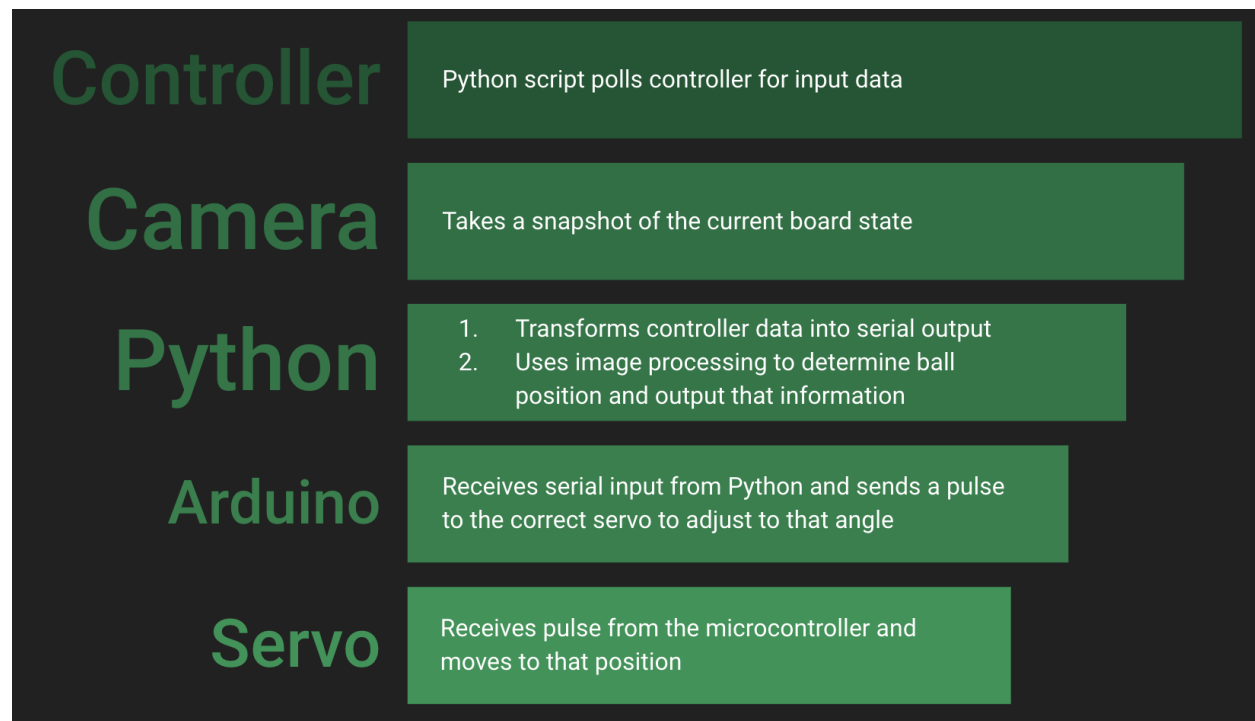 Controller
Python script polls controller for input data
Camera
Takes a snapshot of the current board state
Python
1. Transforms controller data into serial output
2. Uses image processing to determine ball
position and output that information
Arduino
Receives serial input from Python and sends a pulse
to the correct servo to adjust to that angle
Servo
Receives pulse from the microcontroller and
moves to that position